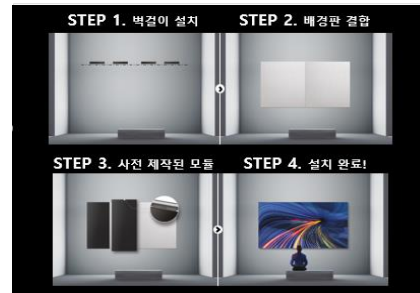 STEP 1. 벽걸이 설치
STEP 2. 배경판 결합
STEP 3. 사전 제작된 모듈
STEP 4. 설치 완료!